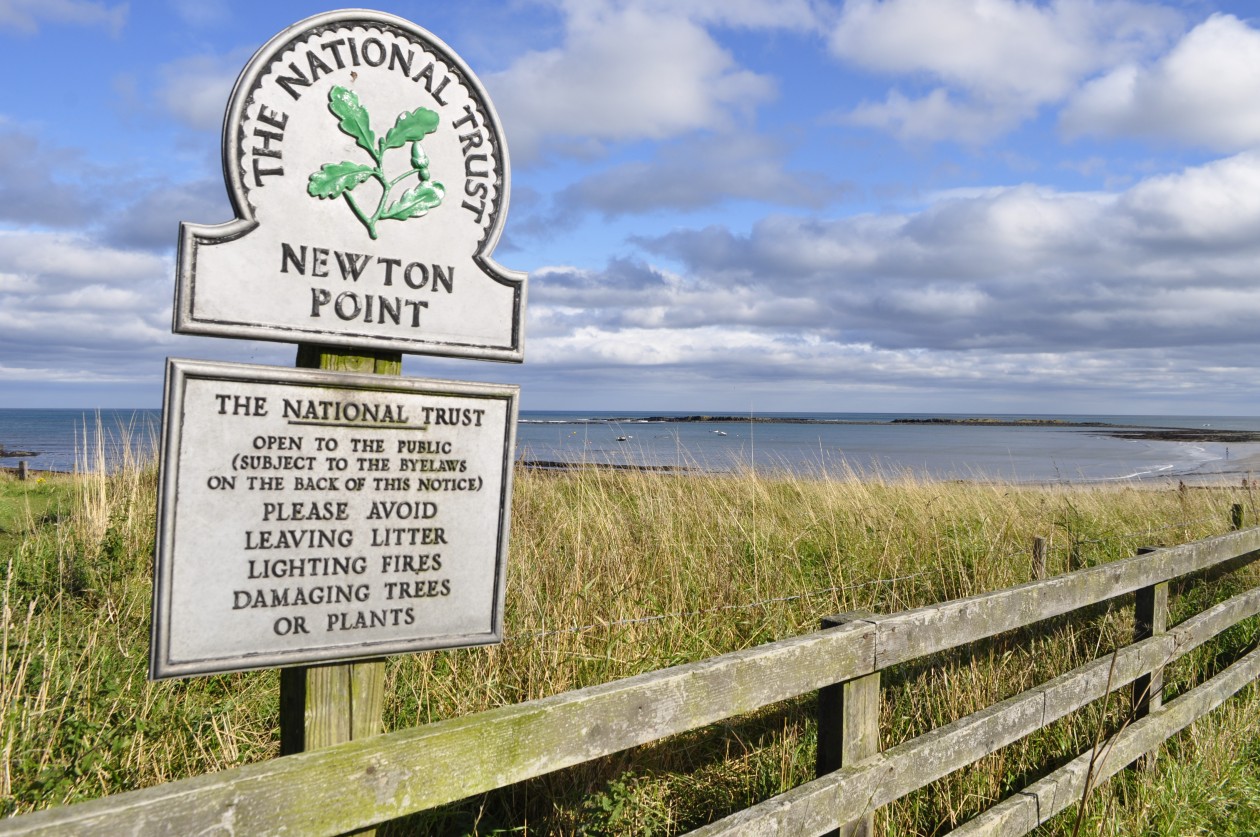 THE NATIONAL TRUST
NEWTON
POINT
THE NATIONAL TRUST
OPEN TO THE PUBLIC
(SUBJECT TO THE BYELAWS
ON THE BACK OF THIS NOTICE)
PLEASE AVOID
LEAVING LITTER
LIGHTING FIRES
DAMAGING TREES
OR PLANTS